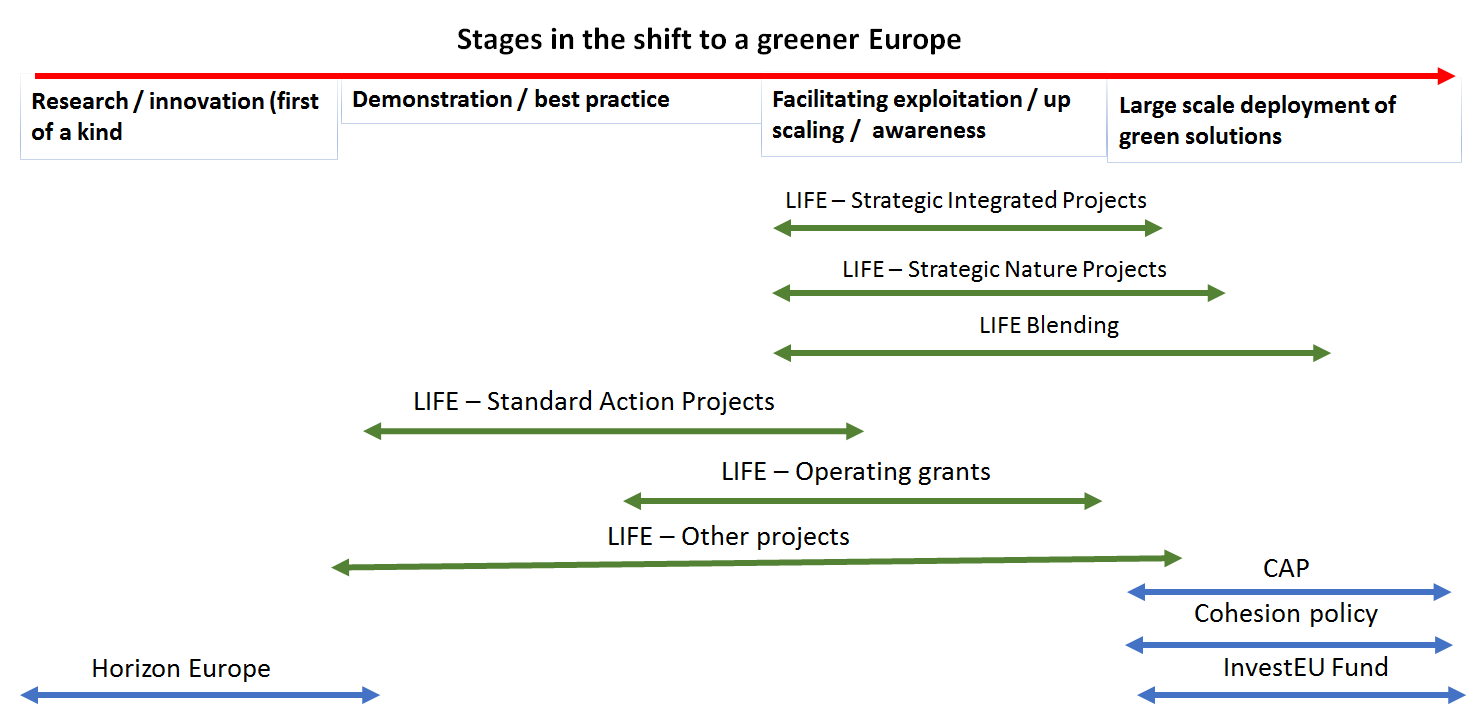 Stages in the shift to a greener Europe
Research / innovation (first
of a kind
Demonstration / best practice
Facilitating exploitation / up
scaling /  awareness
Large scale deployment of
green solutions
LIFE – Strategic Integrated Projects
LIFE – Strategic Nature Projects
LIFE Blending
LIFE – Standard Action Projects
LIFE – Operating grants
LIFE – Other projects
CAP
Cohesion policy
Horizon Europe
InvestEU Fund